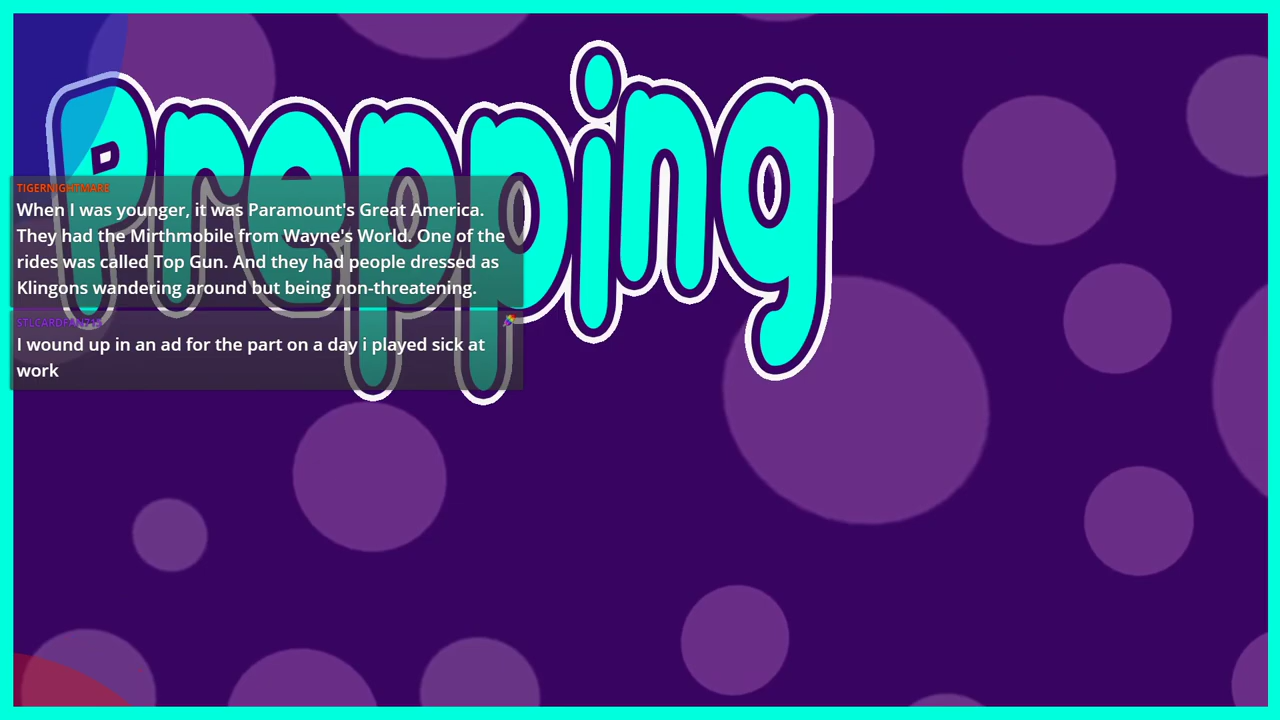 Prepping
TIGERNIGHTMARE
When I was younger, it was Paramount's Great America.
They had the Mirthmobile from Wayne's World. One of the
rides was called Top Gun. And they had people dressed as
Klingons wandering around but being non-threatening.
I wound up in an ad for the part on a day i played sick at
work